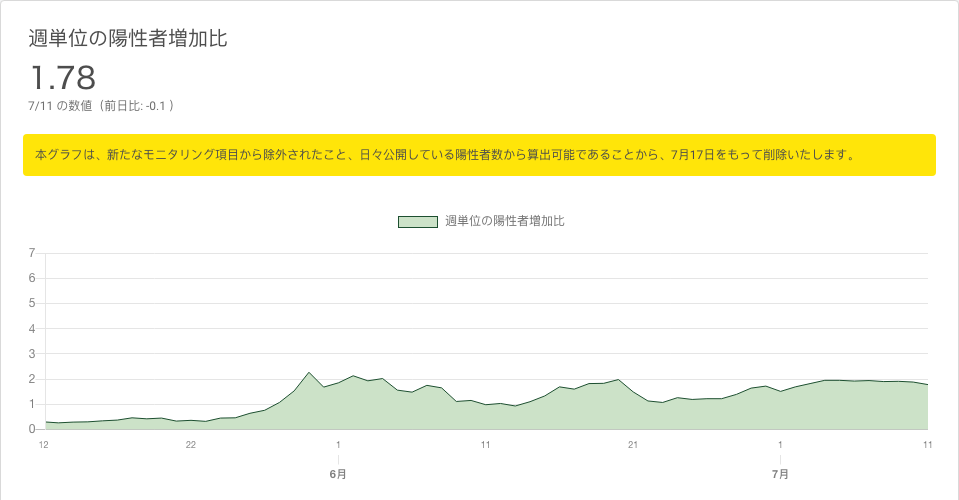 週単位の陽性者増加比
1.78
7/11 の数値（前日比: -0.1 ）
本グラフは、新たなモニタリング項目から除外されたこと、日々公開している陽性者数から算出可能であることから、7月17日をもって削除いたします。
週単位の陽性者増加比
7
6
5
4
3
2
1
0
12 22 1 11 21 1 11
6月 7月